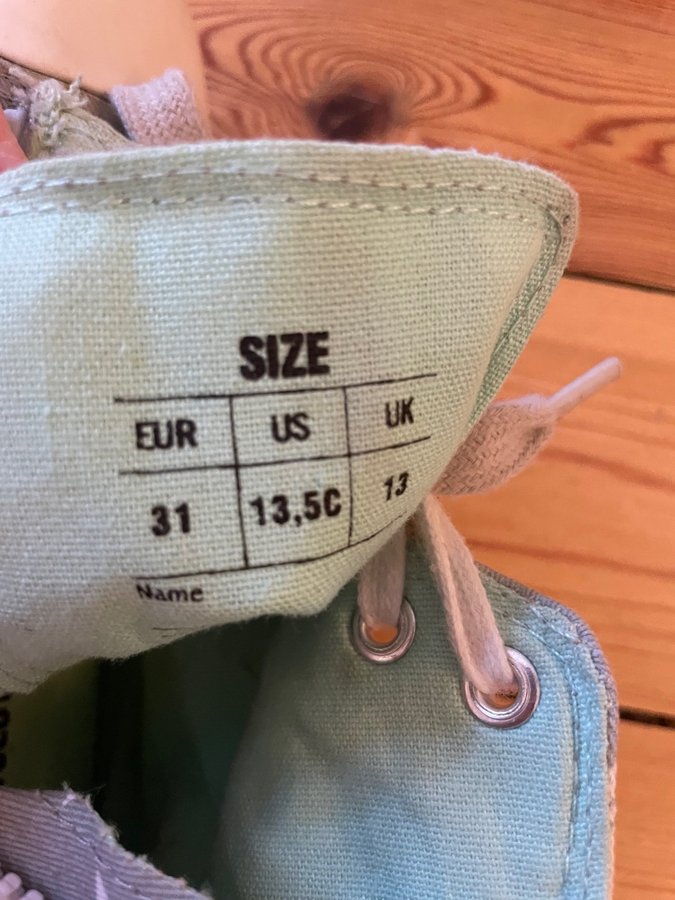 SIZE
EUR US UK
31 13,5C 13
Name